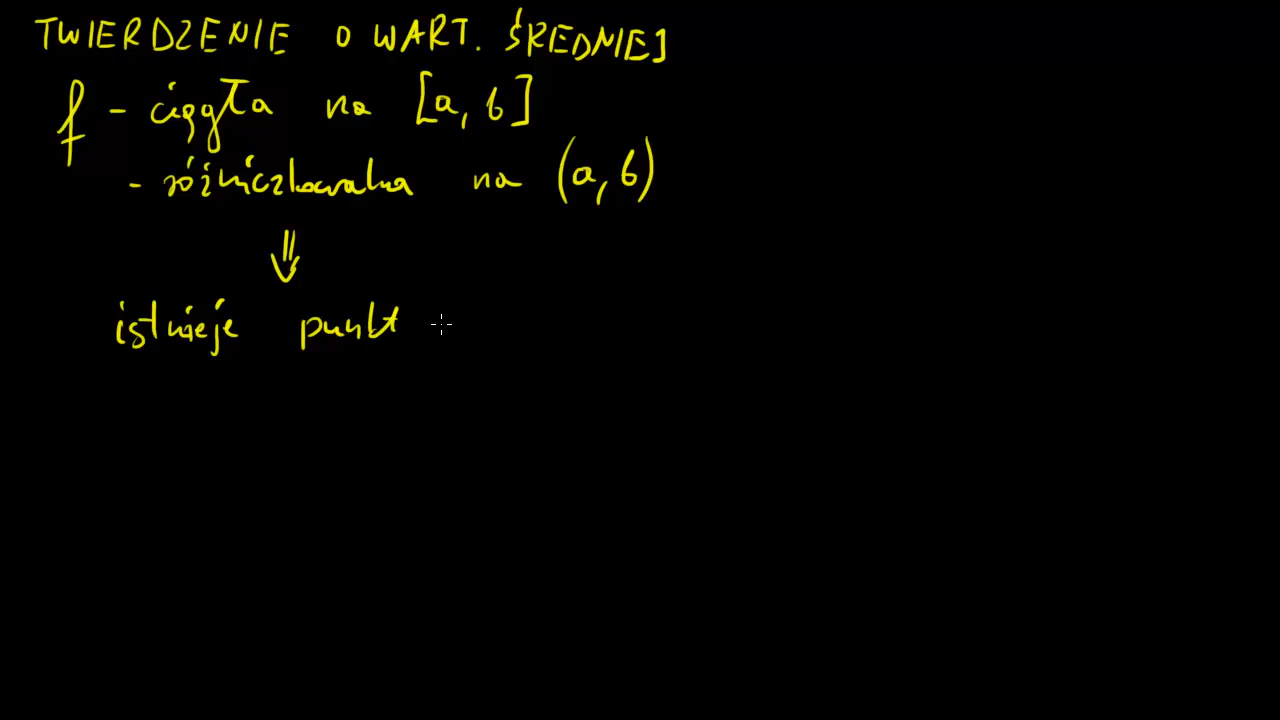 TWIERDZENIE O WART. ŚREDNIEJ
f - ciągła na [a, b]
- różniczkowalna na (a, b)
⇓
istnieje punkt